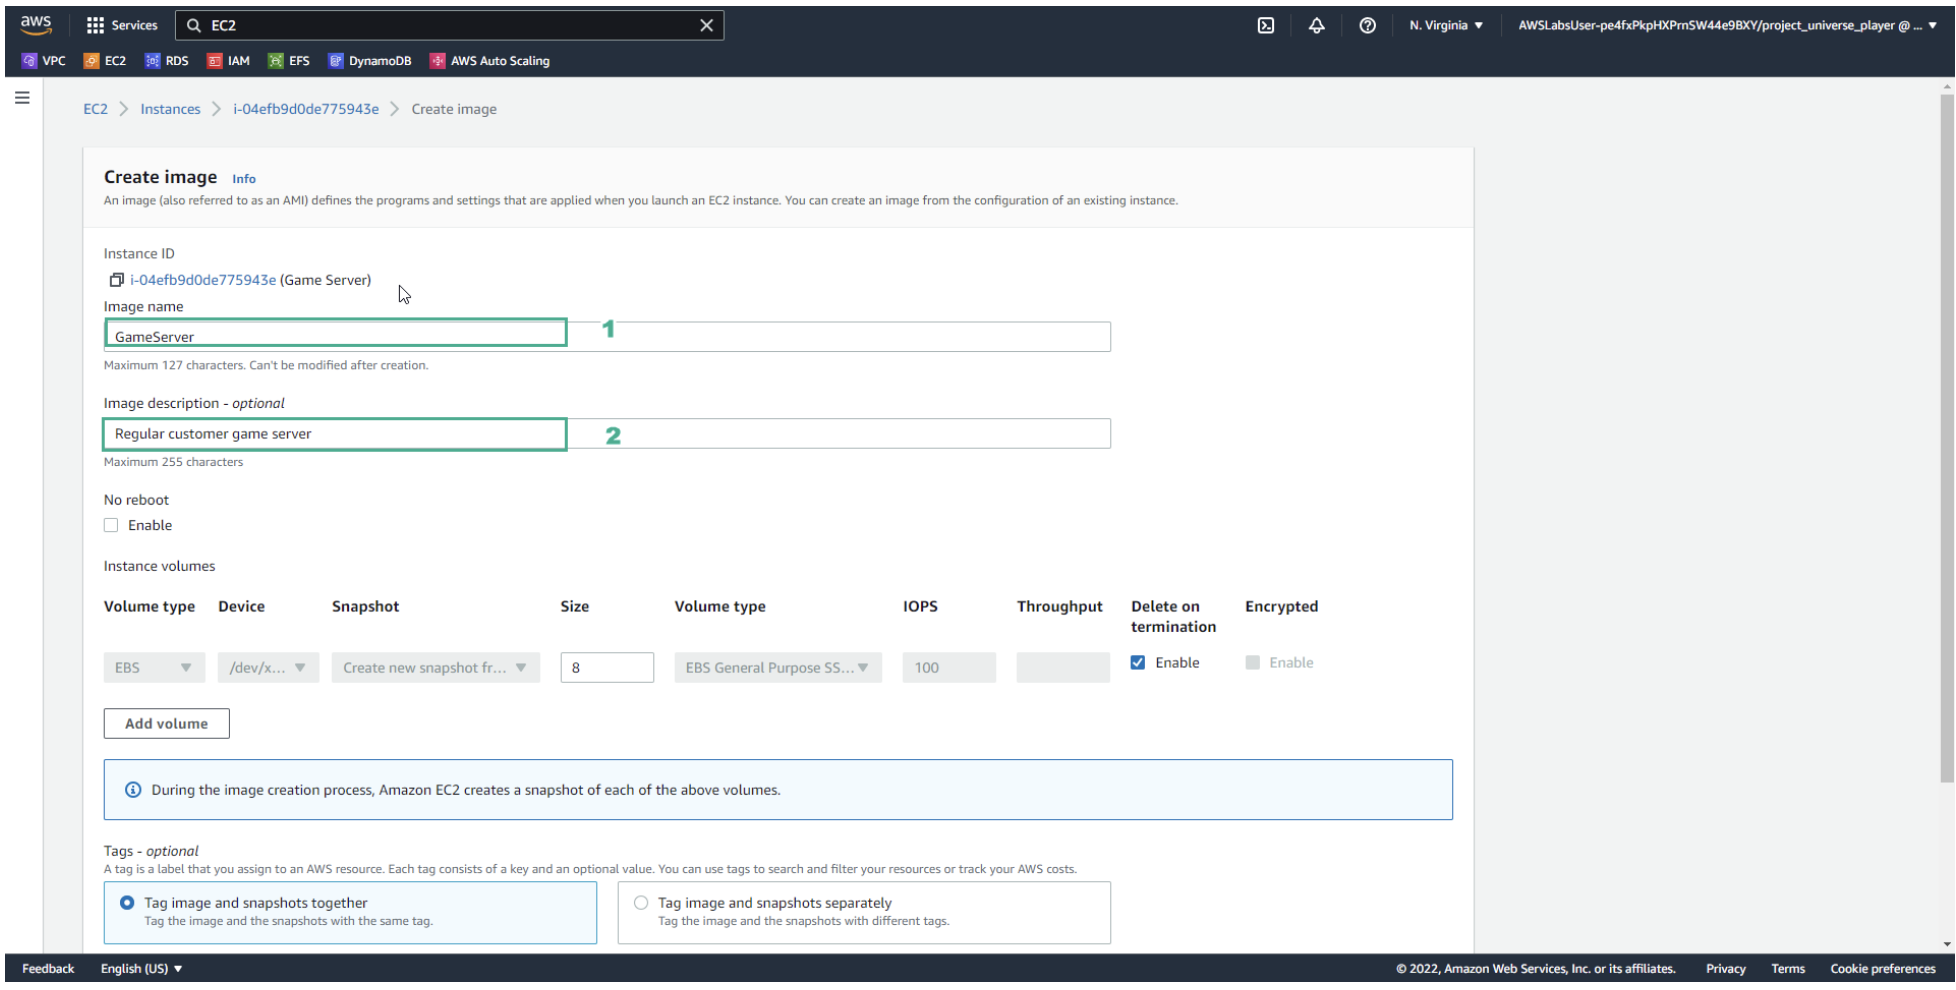 aws
Services
EC2
N. Virginia
AWSLabsUser-pe4fxPkpHXPrnSW44e9BXY/project_universe_player @ ...
VPC EC2 RDS IAM EFS DynamoDB AWS Auto Scaling
EC2 > Instances > i-04efb9d0de775943e > Create image
Create image Info
An image (also referred to as an AMI) defines the programs and settings that are applied when you launch an EC2 instance. You can create an image from the configuration of an existing instance.
Instance ID
i-04efb9d0de775943e (Game Server)
Image name
GameServer
1
Maximum 127 characters. Can't be modified after creation.
Image description - optional
Regular customer game server
2
Maximum 255 characters
No reboot
Enable
Instance volumes
Volume type Device Snapshot Size Volume type IOPS Throughput Delete on termination Encrypted
EBS /dev/x... Create new snapshot fr... 8 EBS General Purpose SS... 100 Enable Enable
Add volume
During the image creation process, Amazon EC2 creates a snapshot of each of the above volumes.
Tags - optional
A tag is a label that you assign to an AWS resource. Each tag consists of a key and an optional value. You can use tags to search and filter your resources or track your AWS costs.
Tag image and snapshots together
Tag the image and the snapshots with the same tag.
Tag image and snapshots separately
Tag the image and the snapshots with different tags.
Feedback English (US) © 2022, Amazon Web Services, Inc. or its affiliates. Privacy Terms Cookie preferences